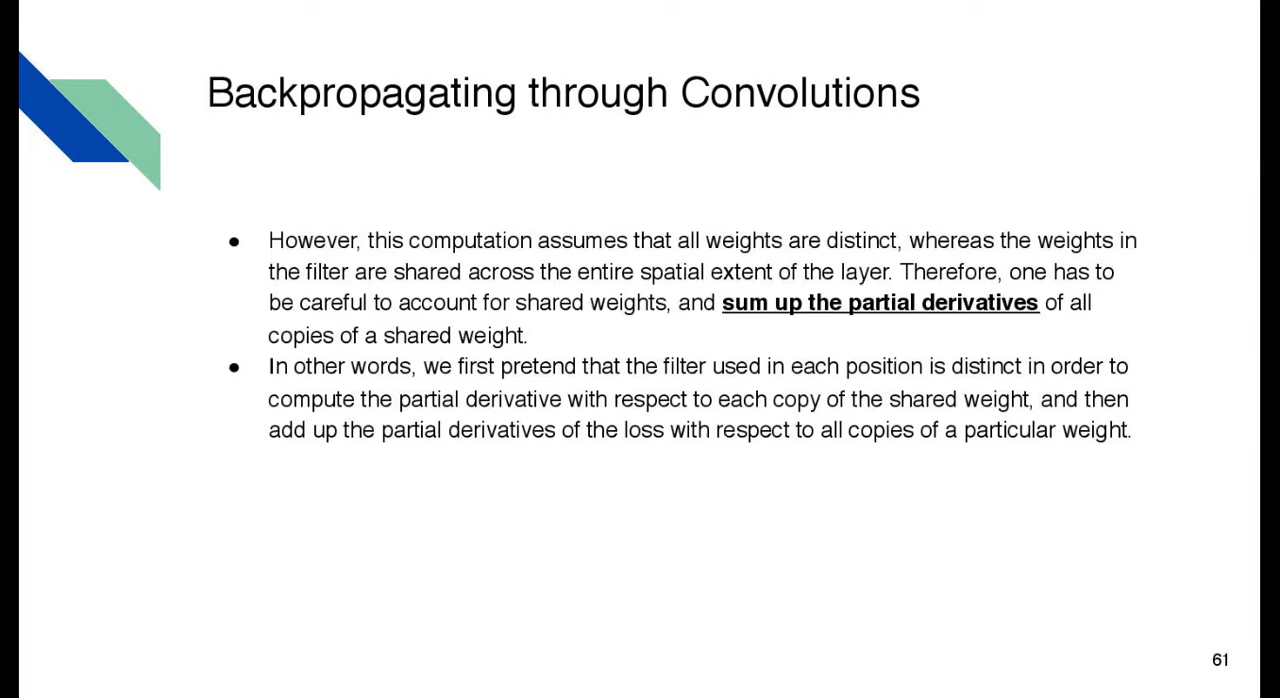 Backpropagating through Convolutions
● However, this computation assumes that all weights are distinct, whereas the weights in
the filter are shared across the entire spatial extent of the layer. Therefore, one has to
be careful to account for shared weights, and sum up the partial derivatives of all
copies of a shared weight.
● In other words, we first pretend that the filter used in each position is distinct in order to
compute the partial derivative with respect to each copy of the shared weight, and then
add up the partial derivatives of the loss with respect to all copies of a particular weight.
61